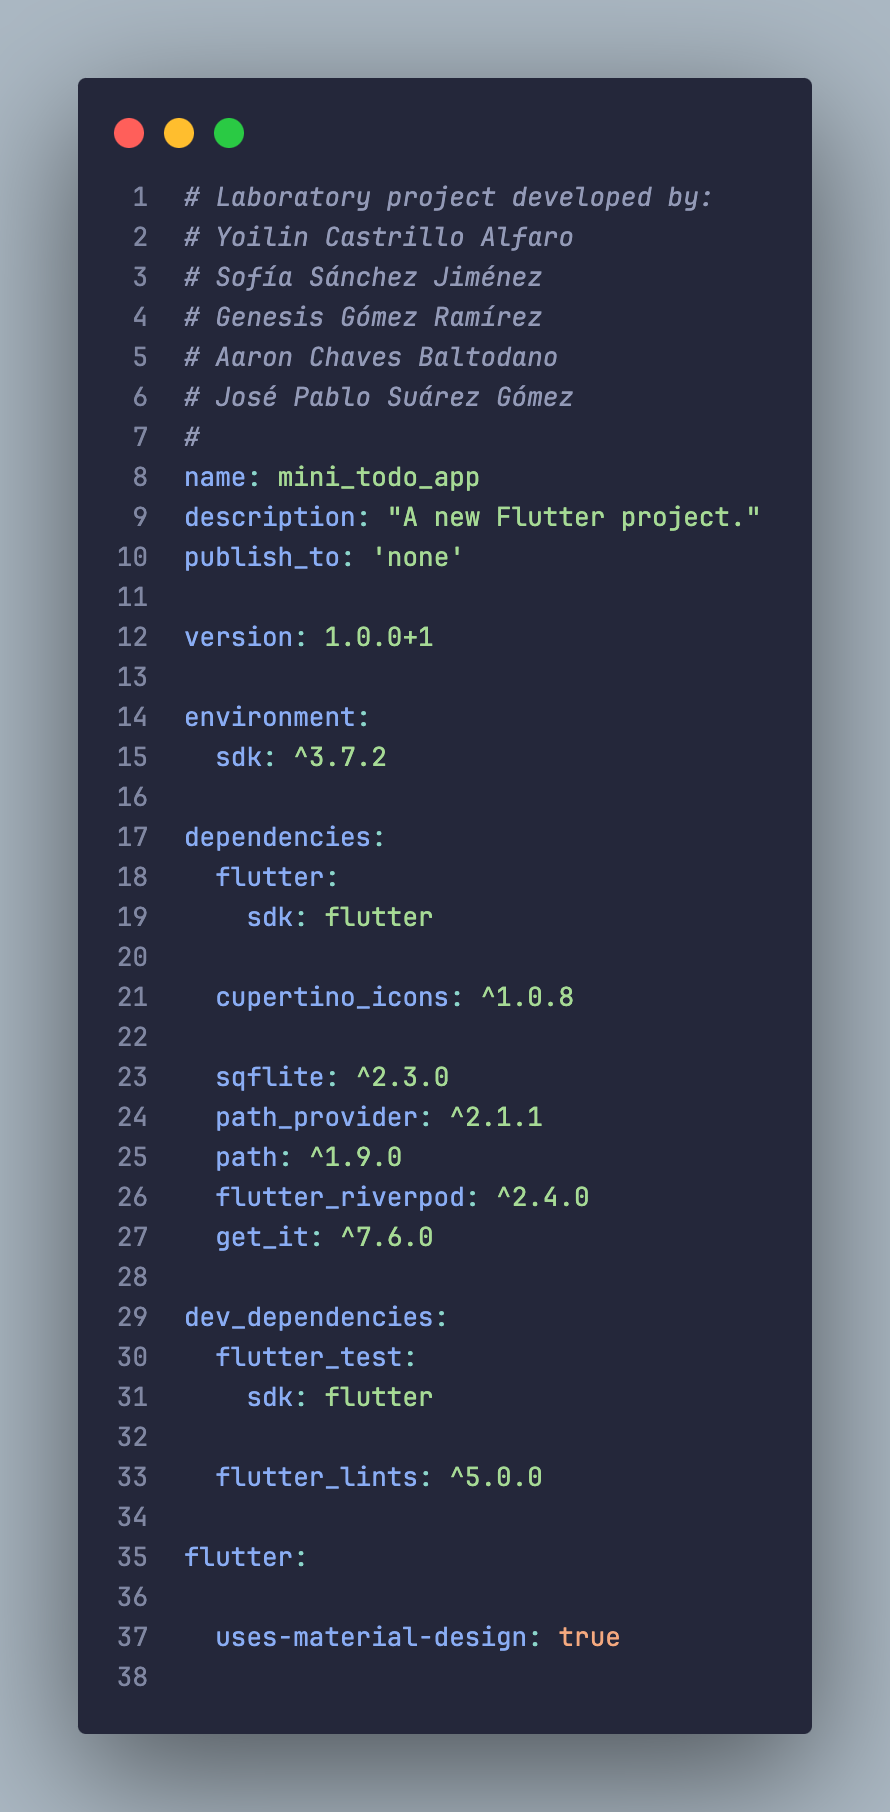 1 # Laboratory project developed by:
2 # Yoilin Castrillo Alfaro
3 # Sofía Sánchez Jiménez
4 # Genesis Gómez Ramírez
5 # Aaron Chaves Baltodano
6 # José Pablo Suárez Gómez
7 #
8 name: mini_todo_app
9 description: "A new Flutter project."
10 publish_to: 'none'
11
12 version: 1.0.0+1
13
14 environment:
15   sdk: ^3.7.2
16
17 dependencies:
18   flutter:
19     sdk: flutter
20
21   cupertino_icons: ^1.0.8
22
23   sqflite: ^2.3.0
24   path_provider: ^2.1.1
25   path: ^1.9.0
26   flutter_riverpod: ^2.4.0
27   get_it: ^7.6.0
28
29 dev_dependencies:
30   flutter_test:
31     sdk: flutter
32
33   flutter_lints: ^5.0.0
34
35 flutter:
36
37   uses-material-design: true
38